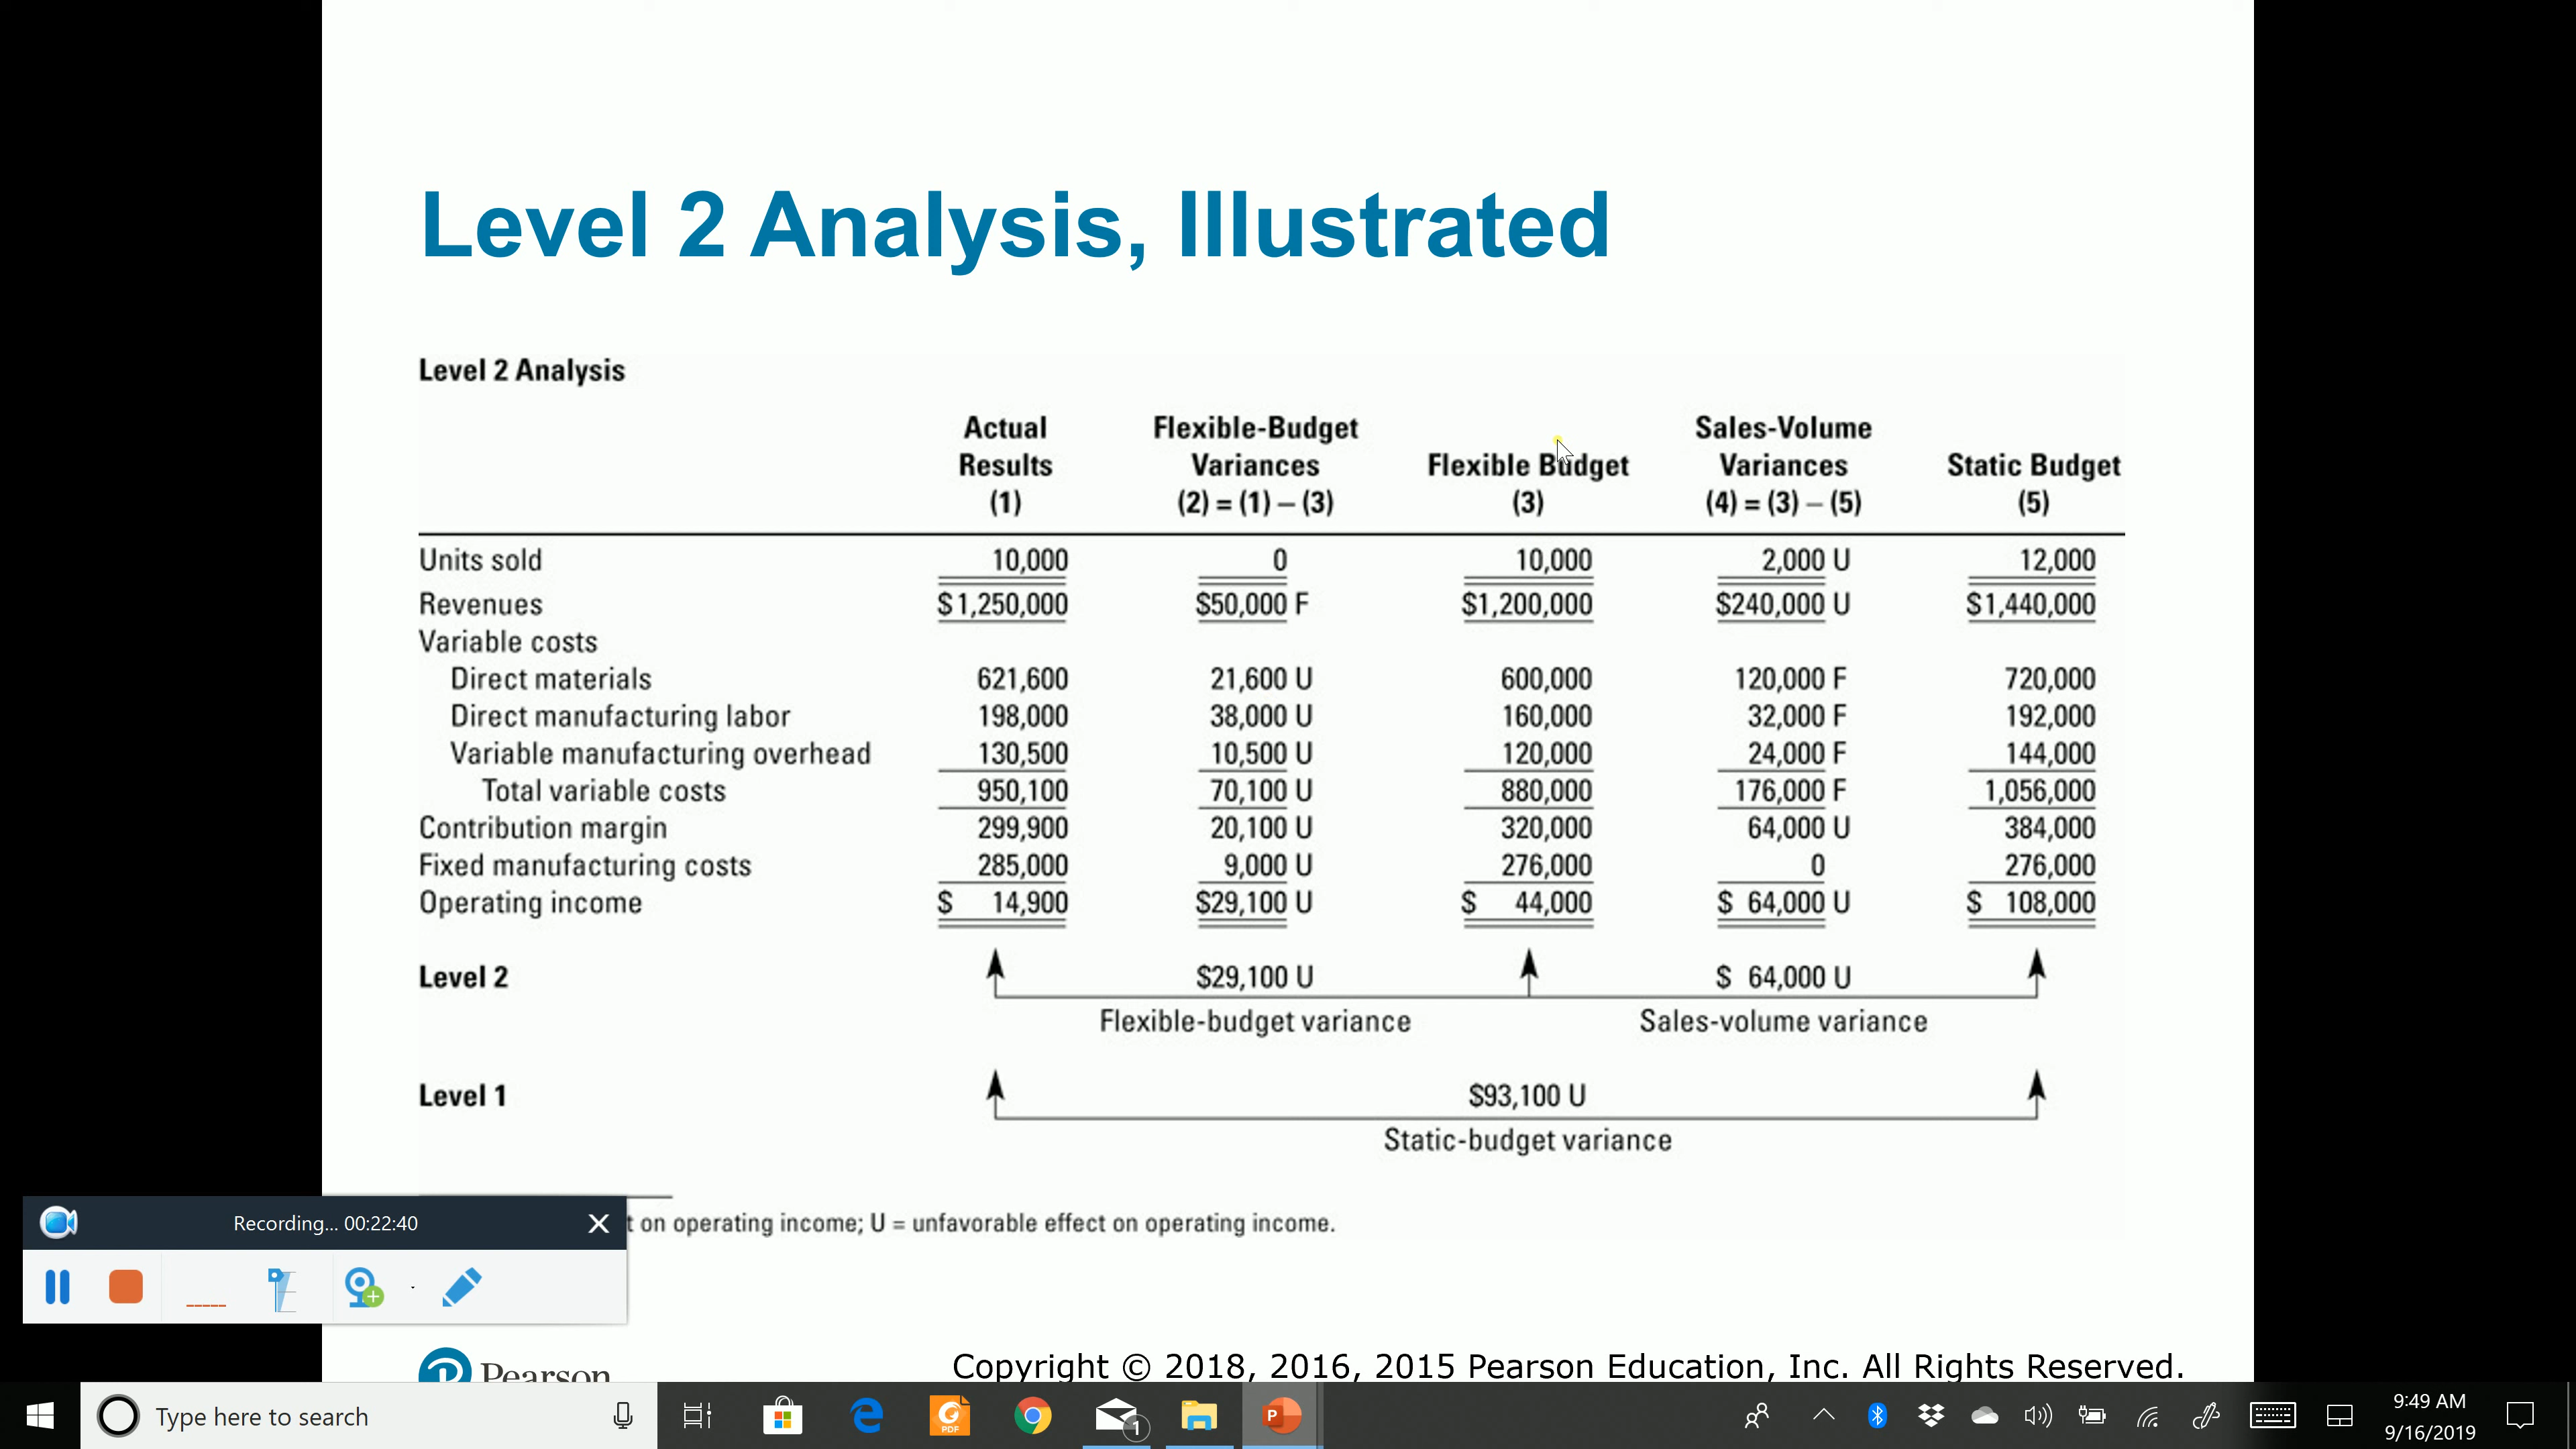 Level 2 Analysis, Illustrated
Level 2 Analysis
Actual Results (1) Flexible-Budget Variances (2) = (1) – (3) Flexible Budget (3) Sales-Volume Variances (4) = (3) – (5) Static Budget (5)
Units sold 10,000 0 10,000 2,000 U 12,000
Revenues $1,250,000 $50,000 F $1,200,000 $240,000 U $1,440,000
Variable costs
Direct materials 621,600 21,600 U 600,000 120,000 F 720,000
Direct manufacturing labor 198,000 38,000 U 160,000 32,000 F 192,000
Variable manufacturing overhead 130,500 10,500 U 120,000 24,000 F 144,000
Total variable costs 950,100 70,100 U 880,000 176,000 F 1,056,000
Contribution margin 299,900 20,100 U 320,000 64,000 U 384,000
Fixed manufacturing costs 285,000 9,000 U 276,000 0 276,000
Operating income $ 14,900 $29,100 U $ 44,000 $ 64,000 U $ 108,000
Level 2 $29,100 U $ 64,000 U
Flexible-budget variance Sales-volume variance
Level 1 $93,100 U
Static-budget variance
Recording... 00:22:40
t on operating income; U = unfavorable effect on operating income.
Pearson
Copyright © 2018, 2016, 2015 Pearson Education, Inc. All Rights Reserved.
Type here to search
PDF
1
P
9:49 AM
9/16/2019